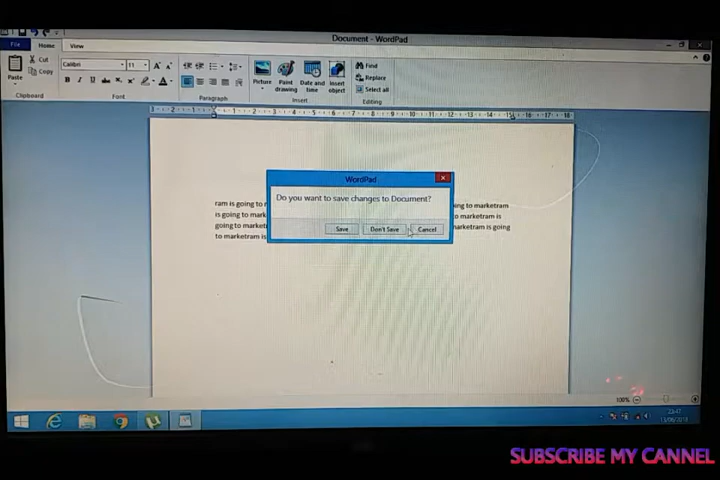 Document - WordPad
File
Home
View
Cut
Copy
Paste
Clipboard
Calibri
11
Font
Paragraph
Picture
Paint drawing
Date and time
Insert object
Insert
Find
Replace
Select all
Editing
WordPad
Do you want to save changes to Document?
Save
Don't Save
Cancel
ram is going to
going to marketram
is going to
to marketram is
going to
marketram is going
to marketram is
100%
23:47
SUBSCRIBE MY CANNEL